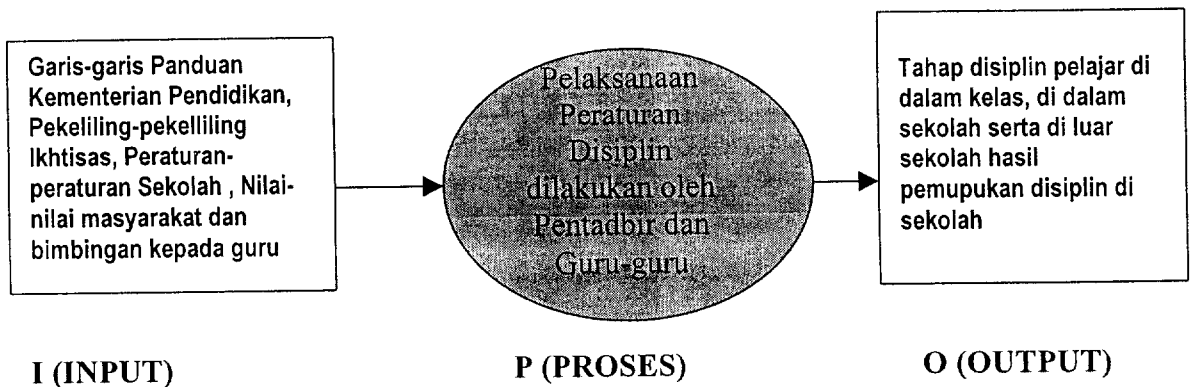 Garis-garis Panduan
Kementerian Pendidikan,
Pekeliling-pekelliling
Ikhtisas, Peraturan-
peraturan Sekolah , Nilai-
nilai masyarakat dan
bimbingan kepada guru
Pelaksanaan
Peraturan
Disiplin
dilakukan oleh
Pentadbir dan
Guru-guru
Tahap disiplin pelajar di
dalam kelas, di dalam
sekolah serta di luar
sekolah hasil
pemupukan disiplin di
sekolah
I (INPUT)
P (PROSES)
O (OUTPUT)